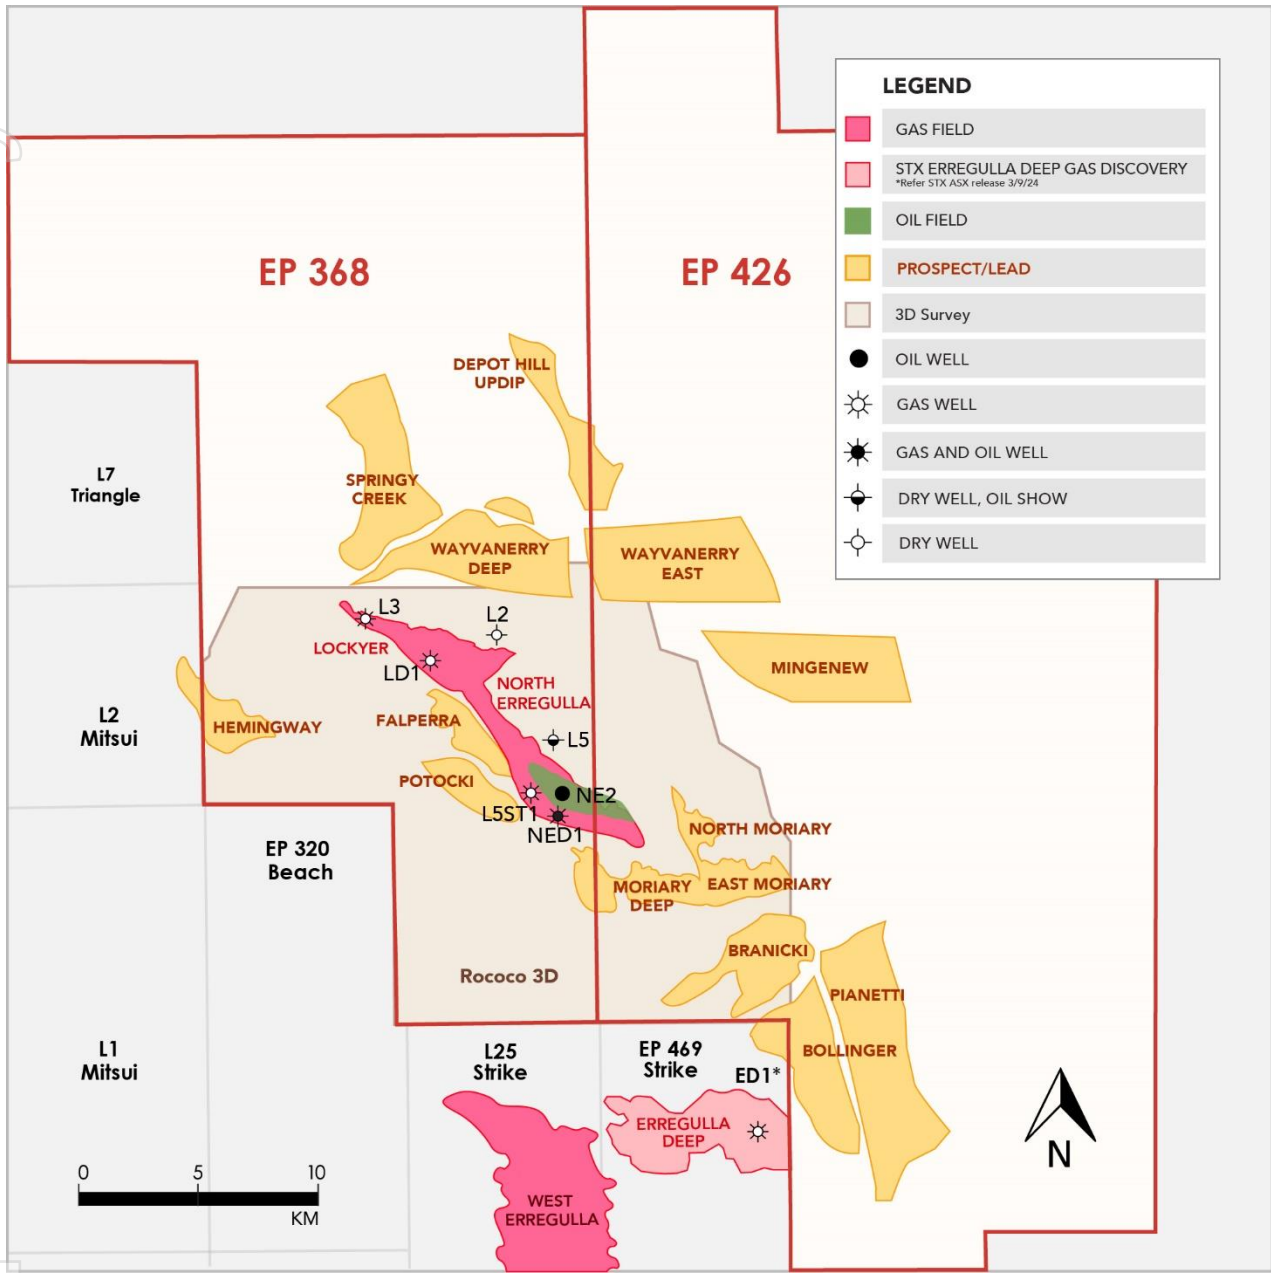 LEGEND
GAS FIELD
STX ERREGULLA DEEP GAS DISCOVERY
*Refer STX ASX release 3/9/24
OIL FIELD
PROSPECT/LEAD
3D Survey
OIL WELL
GAS WELL
GAS AND OIL WELL
DRY WELL, OIL SHOW
DRY WELL
EP 368
EP 426
DEPOT HILL
UPDIP
SPRINGY
CREEK
L7
Triangle
WAYVANERRY
DEEP
WAYVANERRY
EAST
L3
L2
LOCKYER
LD1
NORTH
ERREGULLA
MINGENEW
L2
Mitsui
HEMINGWAY
FALPERRA
L5
POTOCKI
NE2
L5ST1
NED1
NORTH MORIARY
EP 320
Beach
MORIARY
DEEP
EAST MORIARY
BRANICKI
Rococo 3D
PIANETTI
L1
Mitsui
L25
Strike
EP 469
Strike
ED1*
BOLLINGER
ERREGULLA
DEEP
N
0 5 10
KM
WEST
ERREGULLA